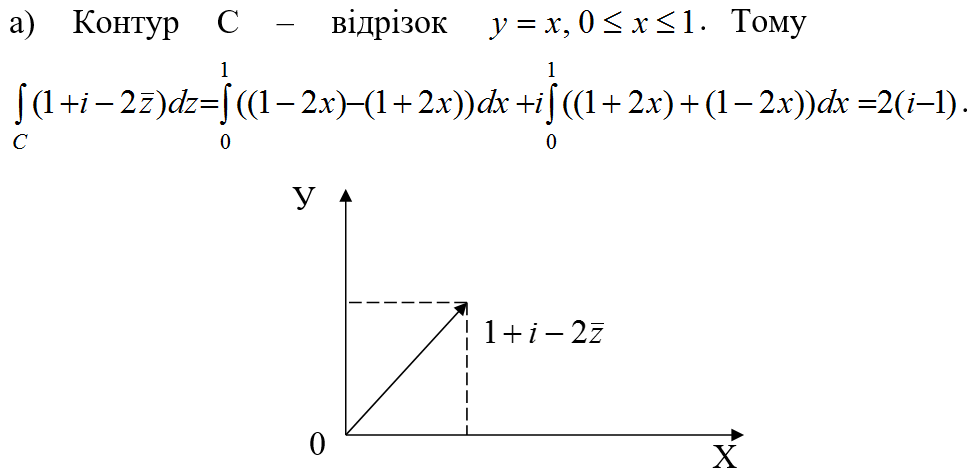 а) Контур С – відрізок y = x, 0 ≤ x ≤ 1. Тому
∫_C (1+i−2z̄)dz=∫_0^1((1−2x)−(1+2x))dx+i∫_0^1((1+2x)+(1−2x))dx=2(i−1).
У
1+i−2z̄
0
Х